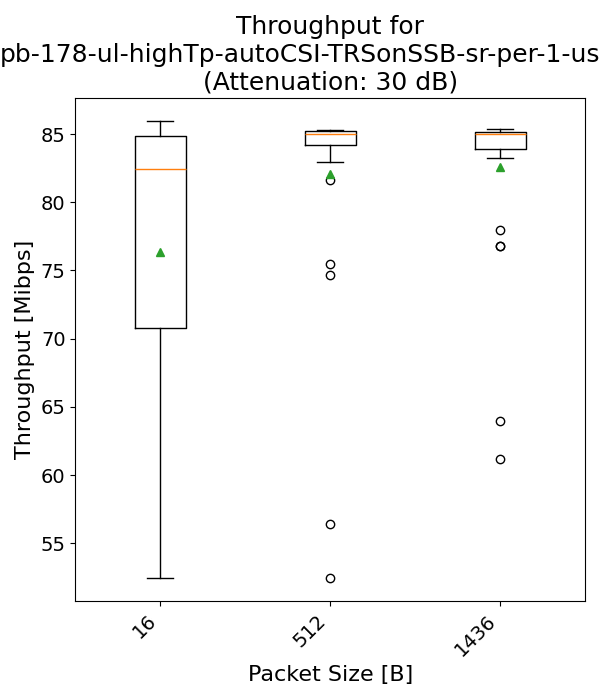 Throughput for
pb-178-ul-highTp-autoCSI-TRSonSSB-sr-per-1-us
(Attenuation: 30 dB)
Throughput [Mibps]
85
80
75
70
65
60
55
16
512
1436
Packet Size [B]